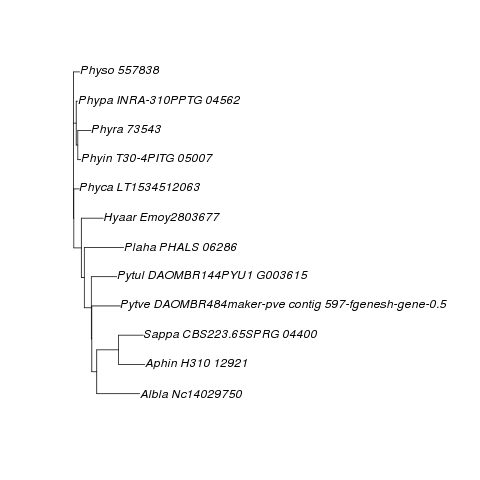 Physo 557838
Phypa INRA-310PPTG 04562
Phyra 73543
Phyin T30-4PITG 05007
Phyca LT1534512063
Hyaar Emoy2803677
Plaha PHALS 06286
Pytul DAOMBR144PYU1 G003615
Pytve DAOMBR484maker-pve contig 597-fgenesh-gene-0.5
Sappa CBS223.65SPRG 04400
Aphin H310 12921
Albla Nc14029750